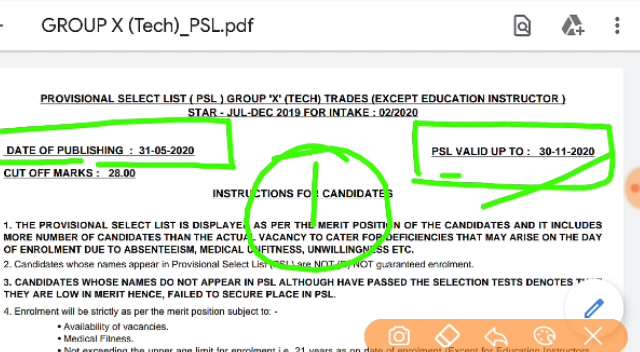 GROUP X (Tech)_PSL.pdf
PROVISIONAL SELECT LIST ( PSL ) GROUP 'X' (TECH) TRADES (EXCEPT EDUCATION INSTRUCTOR )
STAR - JUL-DEC 2019 FOR INTAKE : 02/2020
DATE OF PUBLISHING : 31-05-2020
PSL VALID UP TO : 30-11-2020
CUT OFF MARKS : 28.00
INSTRUCTIONS FOR CANDIDATES
1. THE PROVISIONAL SELECT LIST IS DISPLAYED AS PER THE MERIT POSITION OF THE CANDIDATES AND IT INCLUDES
MORE NUMBER OF CANDIDATES THAN THE ACTUAL VACANCY TO CATER FOR DEFICIENCIES THAT MAY ARISE ON THE DAY
OF ENROLMENT DUE TO ABSENTEEISM, MEDICAL UNFITNESS, UNWILLINGNESS ETC.
2. Candidates whose names appear in Provisional Select List (PSL) are NOT guaranteed enrolment.
3. CANDIDATES WHOSE NAMES DO NOT APPEAR IN PSL ALTHOUGH HAVE PASSED THE SELECTION TESTS DENOTES
THEY ARE LOW IN MERIT HENCE, FAILED TO SECURE PLACE IN PSL.
4. Enrolment will be strictly as per the merit position subject to: -
• Availability of vacancies.
• Medical Fitness.
• Not exceeding the upper age limit for enrolment i.e. 21 years as on date of enrolment (Except for Education Instructors